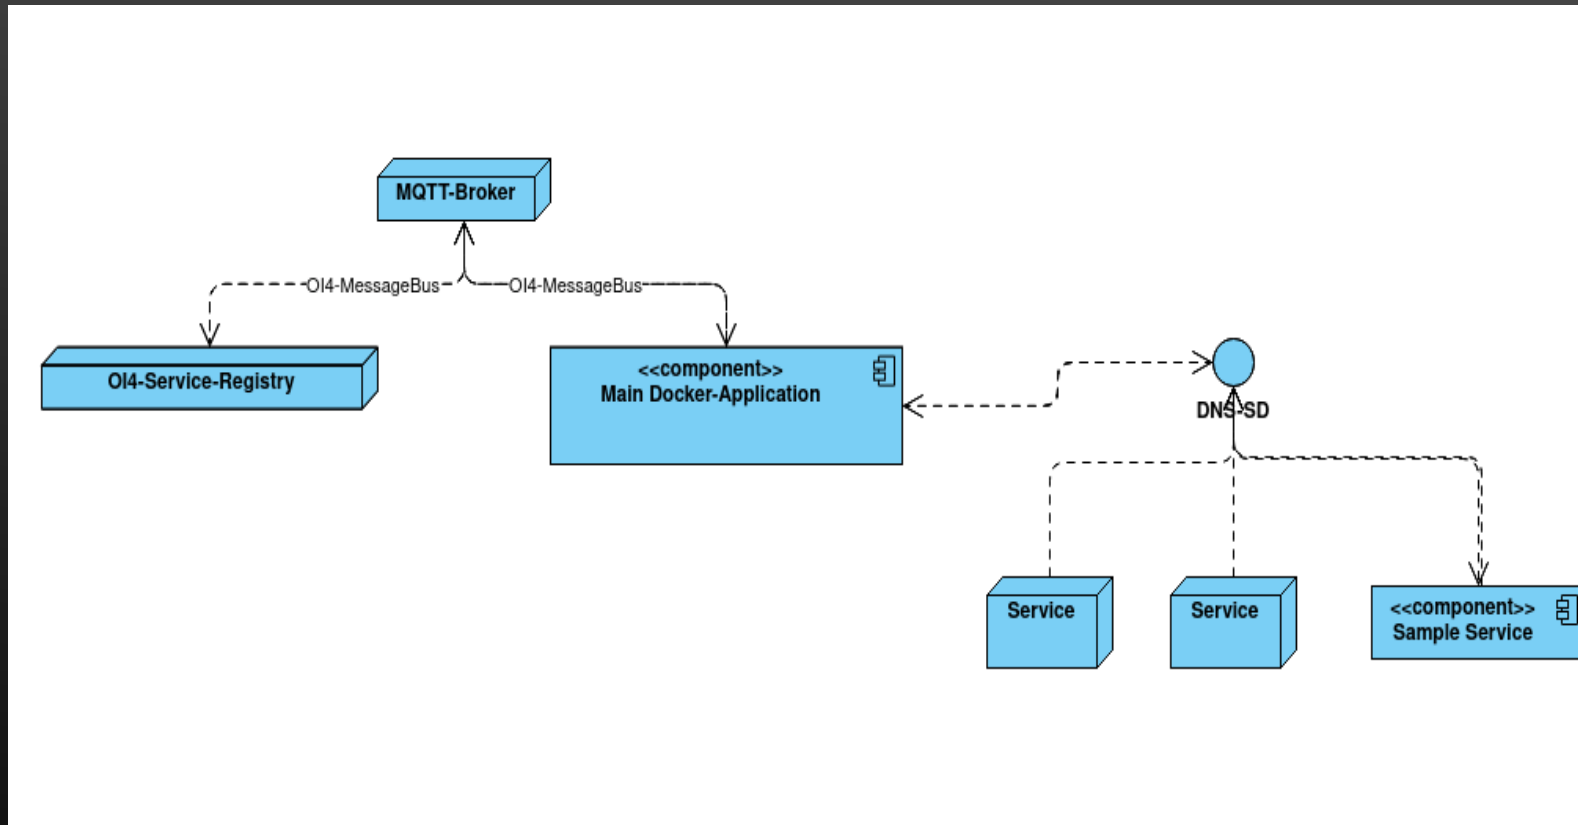 MQTT-Broker
OI4-MessageBus
OI4-MessageBus
OI4-Service-Registry
<<component>>
Main Docker-Application
DNS-SD
Service
Service
<<component>>
Sample Service